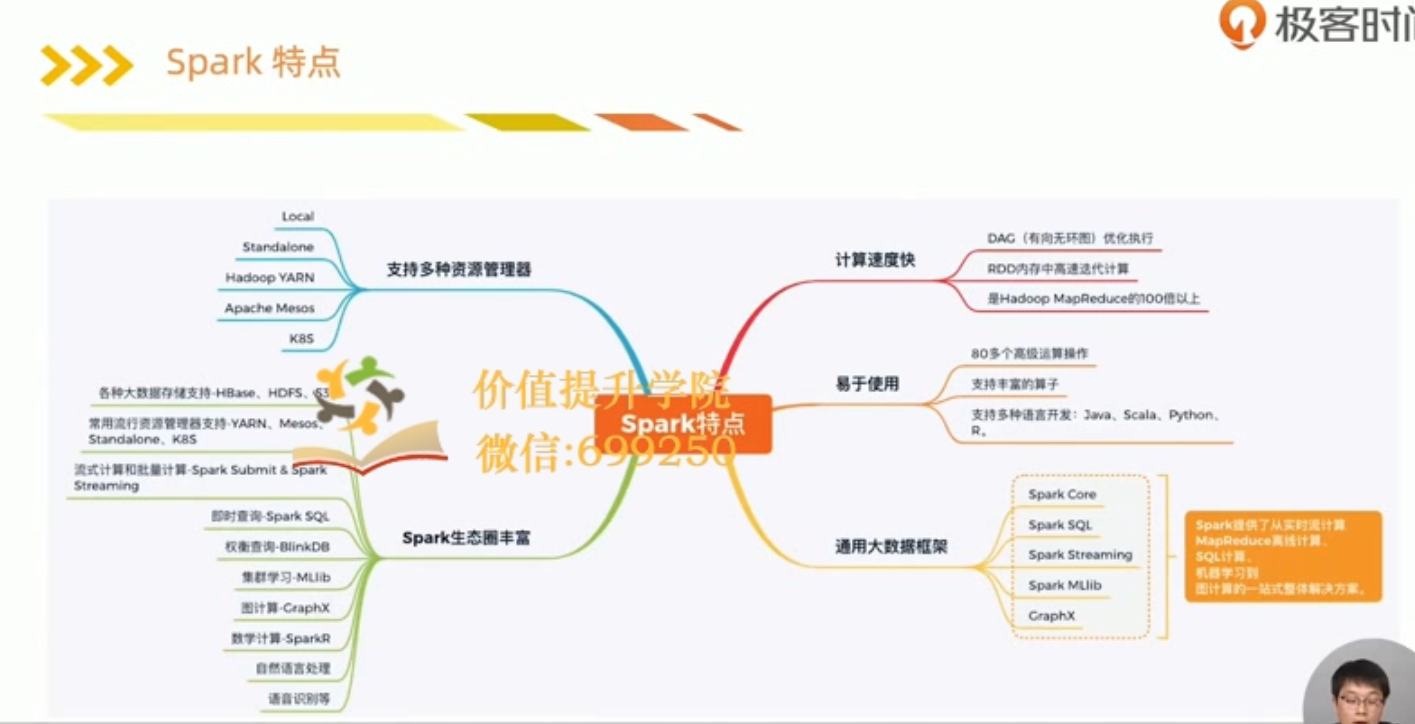 极客时间
Spark 特点
Local
Standalone
Hadoop YARN
Apache Mesos
K8S
支持多种资源管理器
各种大数据存储支持-HBase、HDFS、S3
常用流行资源管理器支持-YARN、Mesos、
Standalone、K8S
流式计算和批量计算-Spark Submit & Spark
Streaming
即时查询-Spark SQL
权衡查询-BlinkDB
集群学习-MLlib
图计算-GraphX
数学计算-SparkR
自然语言处理
语音识别等
Spark生态圈丰富
价值提升学院
微信:699250
Spark特点
计算速度快
DAG（有向无环图）优化执行
RDD内存中高速迭代计算
是Hadoop MapReduce的100倍以上
易于使用
80多个高级运算操作
支持丰富的算子
支持多种语言开发：Java、Scala、Python、
R。
通用大数据框架
Spark Core
Spark SQL
Spark Streaming
Spark MLlib
GraphX
Spark提供了从实时流计算
MapReduce离线计算、
SQL计算、
机器学习到
图计算的一站式整体解决方案。